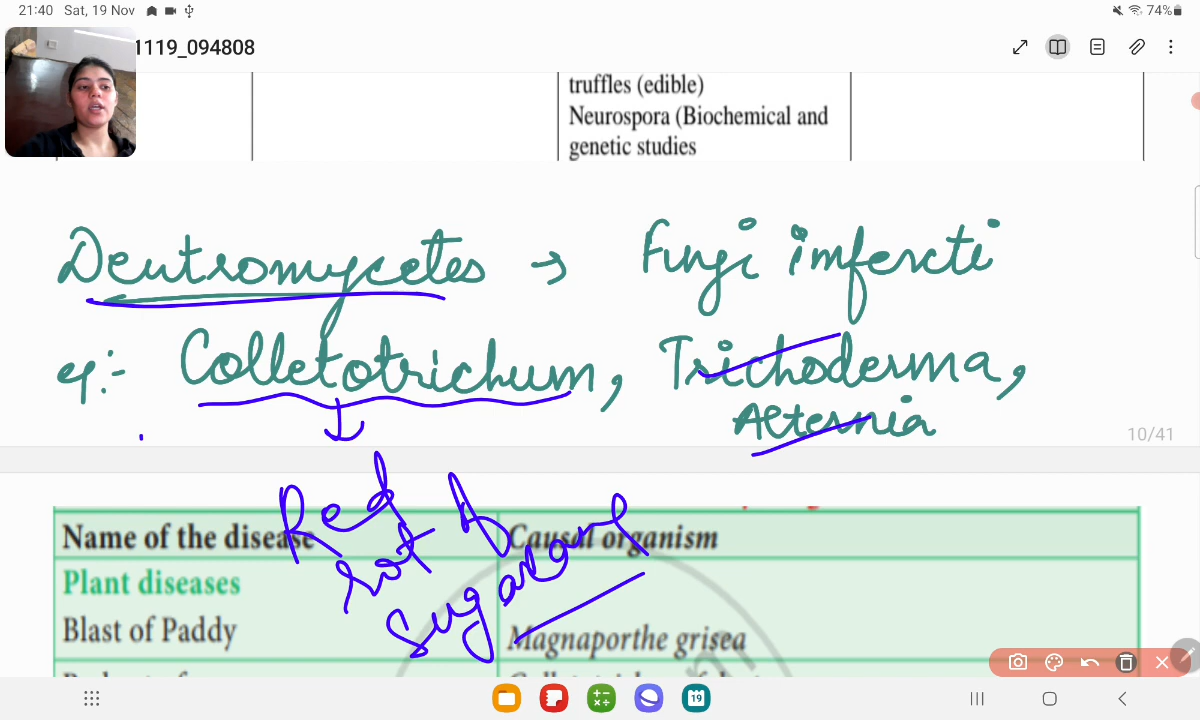 21:40 Sat, 19 Nov 74%
1119_094808
truffles (edible)
Neurospora (Biochemical and
genetic studies
Deutromycetes → Fungi imfercti
eg:- Colletotrichum, Trichoderma,
Alternia
10/41
Red
rot of
sugarcane
Name of the disease Causal organism
Plant diseases
Blast of Paddy Magnaporthe grisea
19